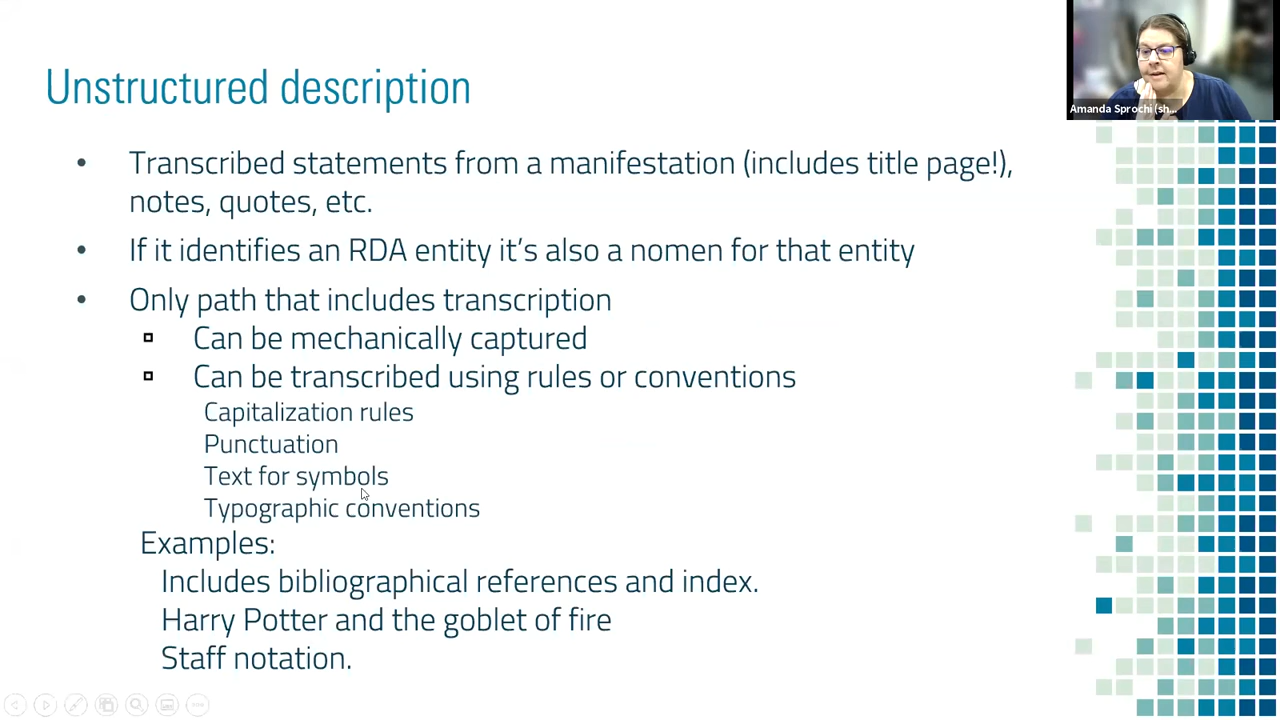 Unstructured description
Amanda Sprochi (sh...
• Transcribed statements from a manifestation (includes title page!),
notes, quotes, etc.
• If it identifies an RDA entity it’s also a nomen for that entity
• Only path that includes transcription
Can be mechanically captured
Can be transcribed using rules or conventions
Capitalization rules
Punctuation
Text for symbols
Typographic conventions
Examples:
Includes bibliographical references and index.
Harry Potter and the goblet of fire
Staff notation.